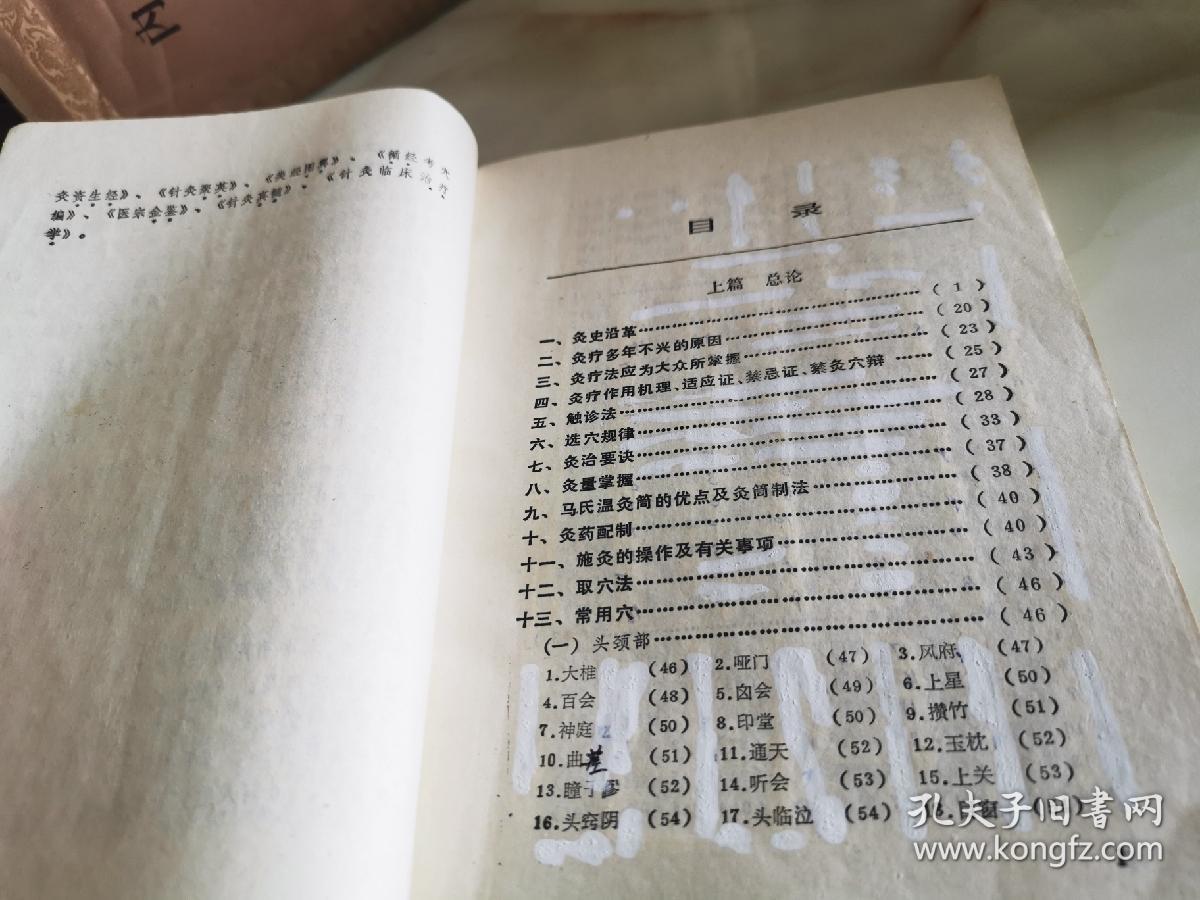 灸资生经》、《针灸聚英》、《类经图翼》、《循经考穴
编》、《医宗金鉴》、《针灸真髓》、《针灸临床治疗
学》。
目 录
上篇 总论
一、灸史沿革……(1)
二、灸疗多年不兴的原因……(20)
三、灸疗法应为大众所掌握……(23)
四、灸疗作用机理、适应证、禁忌证、禁灸穴辩……(25)
五、触诊法……(27)
六、选穴规律……(28)
七、灸治要诀……(33)
八、灸量掌握……(37)
九、马氏温灸筒的优点及灸筒制法……(38)
十、灸药配制……(40)
十一、施灸的操作及有关事项……(40)
十二、取穴法……(43)
十三、常用穴……(46)
(一)头颈部……(46)
1.大椎 (46) 2.哑门 (47) 3.风府 (47)
4.百会 (48) 5.囟会 (49) 6.上星 (50)
7.神庭 (50) 8.印堂 (50) 9.攒竹 (51)
10.曲差 (51) 11.通天 (52) 12.玉枕 (52)
13.瞳子髎 (52) 14.听会 (53) 15.上关 (53)
16.头窍阴 (54) 17.头临泣 (54)
孔夫子旧书网
www.kongfz.com